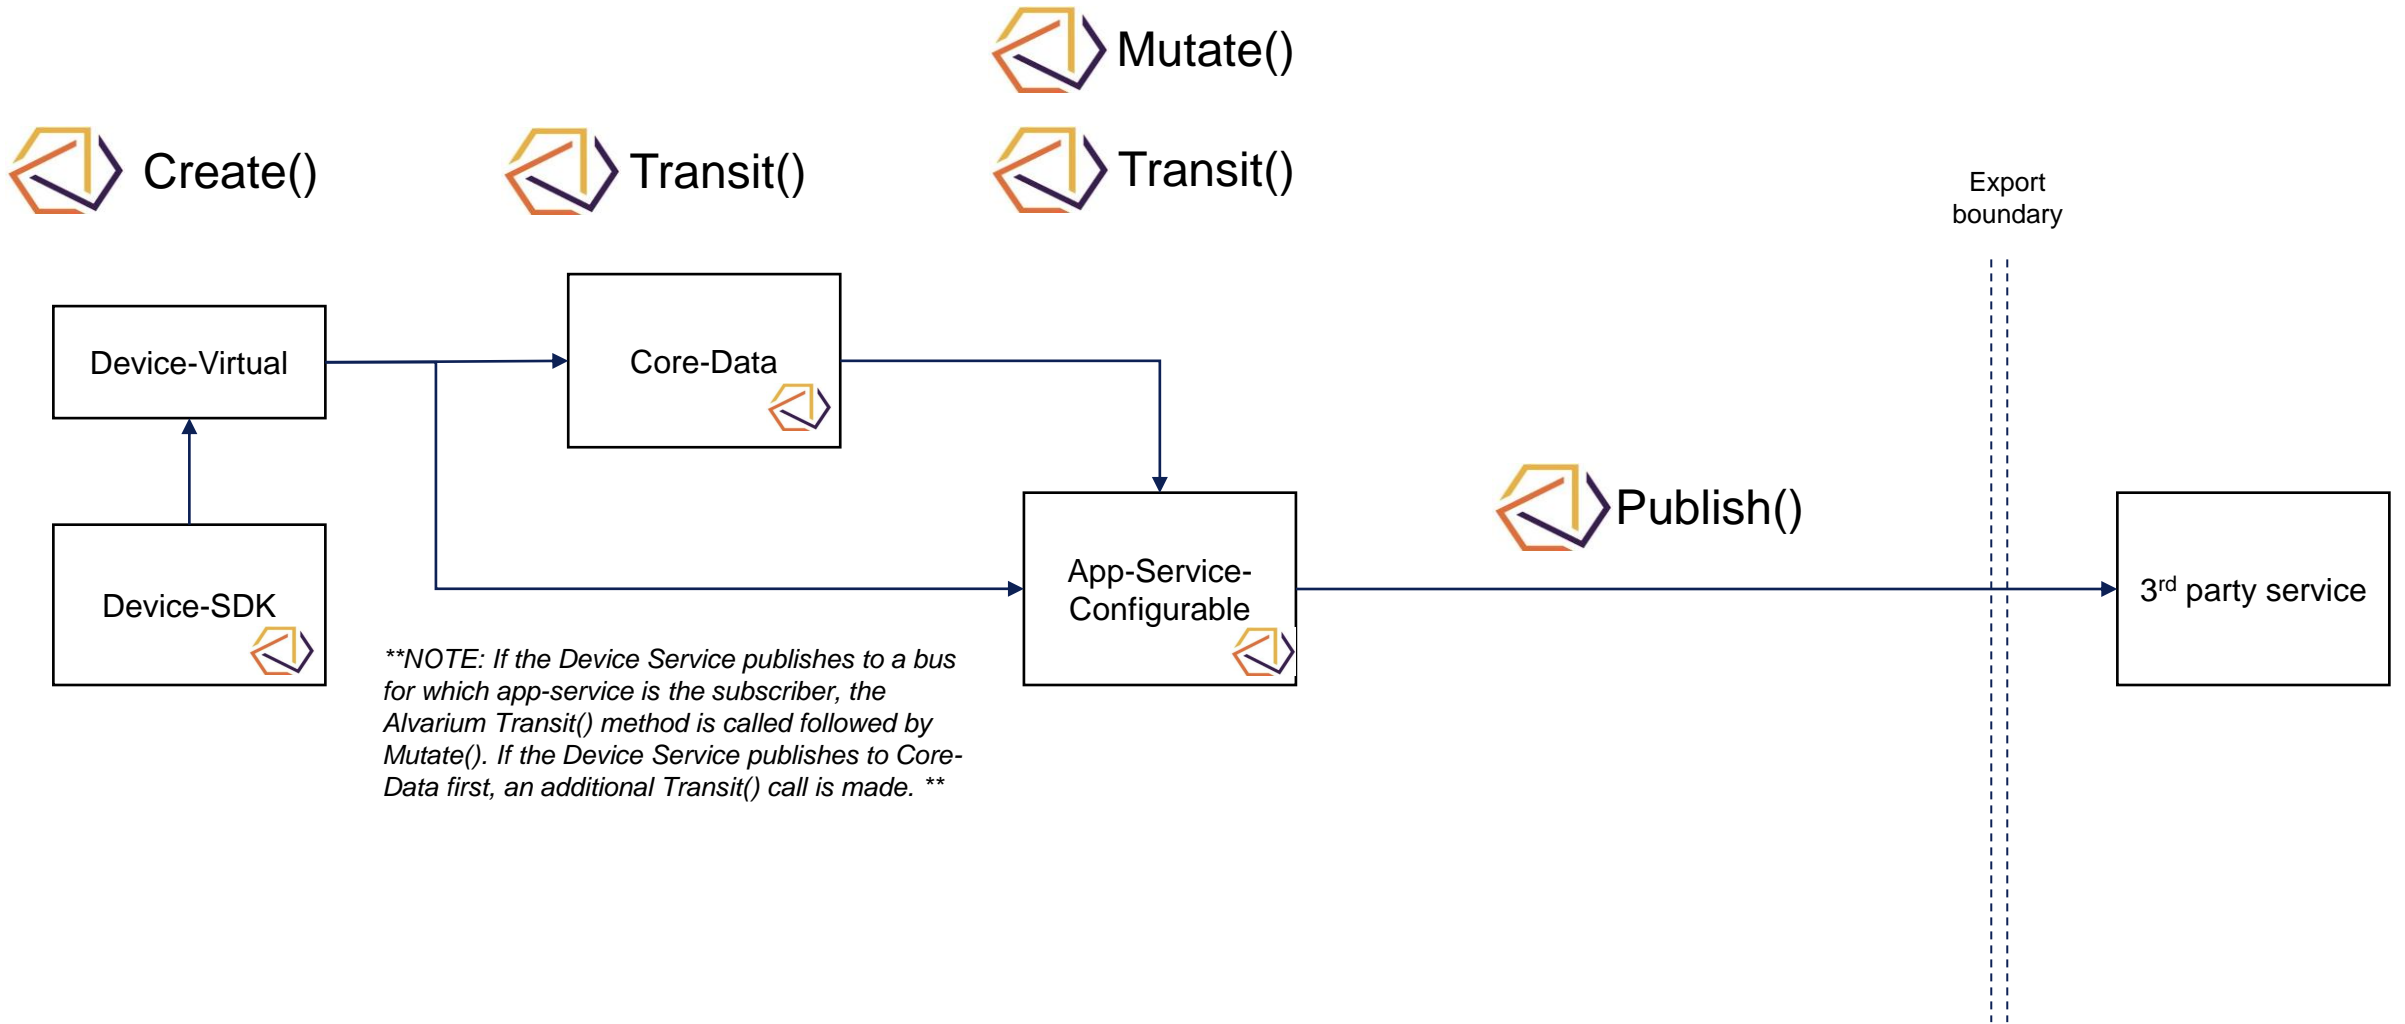 Mutate()
Create()
Transit()
Transit()
Export
boundary
Device-Virtual
Core-Data
Publish()
App-Service-
Configurable
3rd party service
Device-SDK
**NOTE: If the Device Service publishes to a bus
for which app-service is the subscriber, the
Alvarium Transit() method is called followed by
Mutate(). If the Device Service publishes to Core-
Data first, an additional Transit() call is made. **